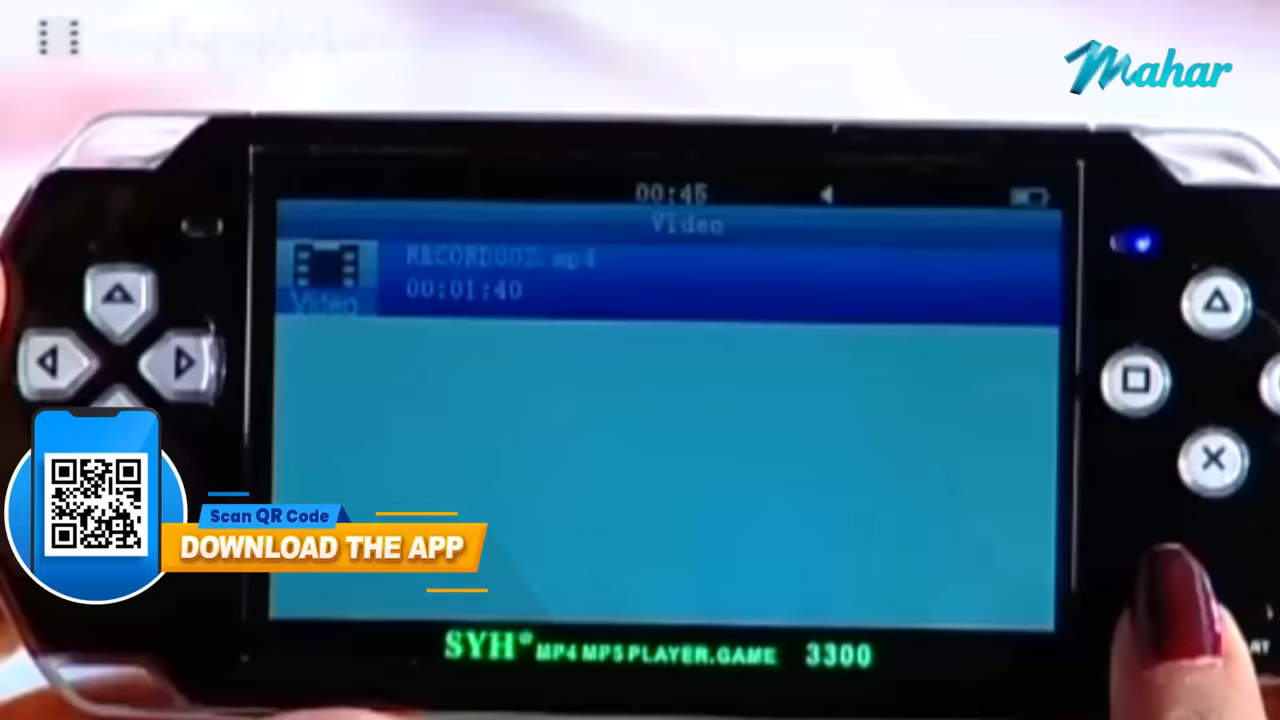 Mahar
00:45
Video
RECORD002.mp4
00:01:40
Video
Scan QR Code
DOWNLOAD THE APP
SYH® MP4 MP5 PLAYER.GAME 3300